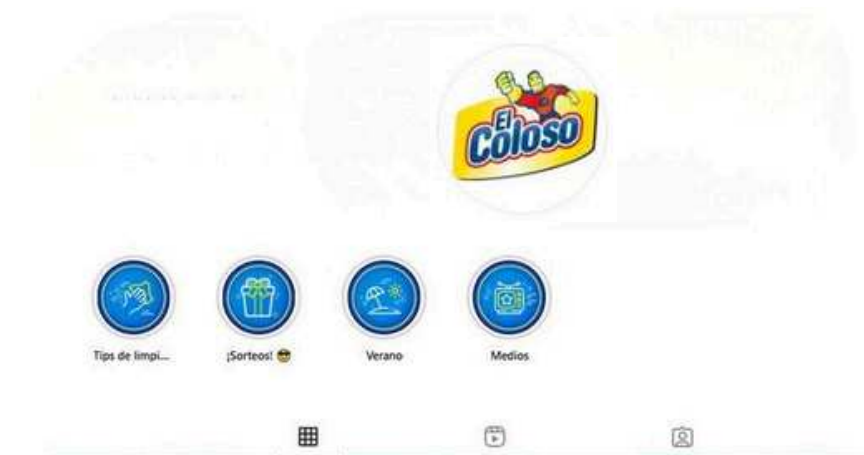 El
Coloso
Tips de limpi...
¡Sorteos! 😎
Verano
Medios